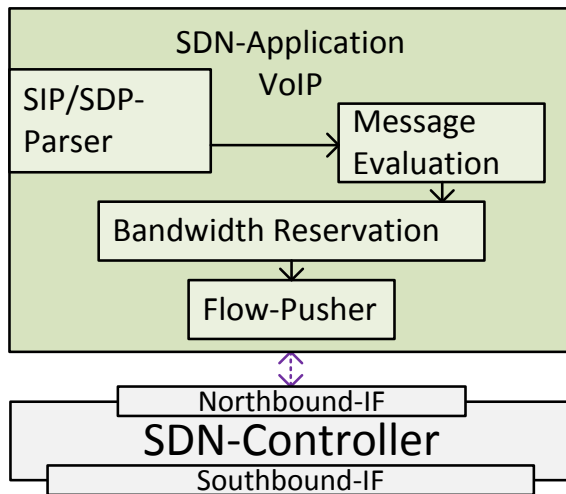 SDN-Application
VoIP
SIP/SDP-
Parser
Message
Evaluation
Bandwidth Reservation
Flow-Pusher
Northbound-IF
SDN-Controller
Southbound-IF